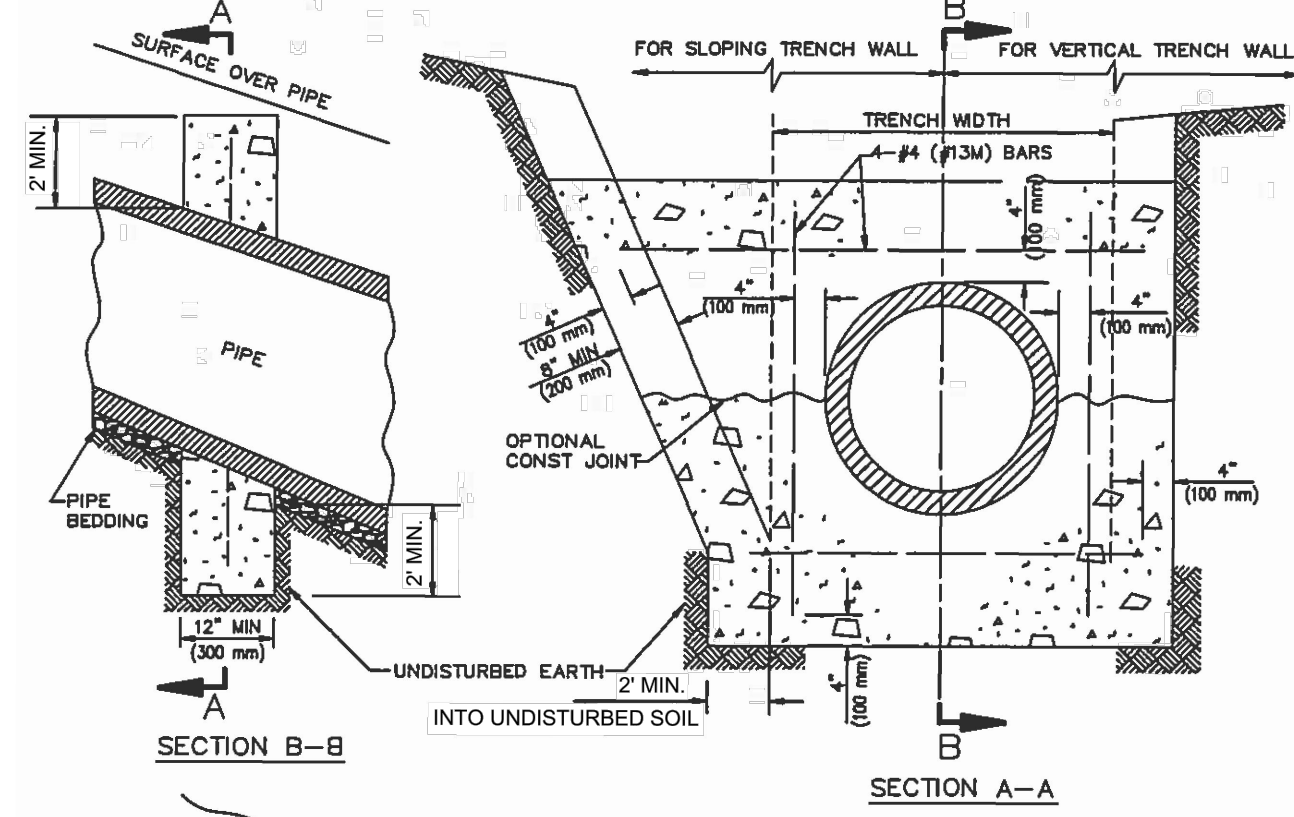 A
SURFACE OVER PIPE
2' MIN.
PIPE
PIPE
BEDDING
2' MIN.
12" MIN
(300 mm)
A
SECTION B-B
UNDISTURBED EARTH
B
FOR SLOPING TRENCH WALL
FOR VERTICAL TRENCH WALL
TRENCH WIDTH
4-#4 (#13M) BARS
4"
(100 mm)
4"
(100 mm)
4"
(100 mm)
4"
(100 mm)
8" MIN
(200 mm)
OPTIONAL
CONST JOINT
4"
(100 mm)
4"
(100 mm)
2' MIN.
INTO UNDISTURBED SOIL
B
SECTION A-A